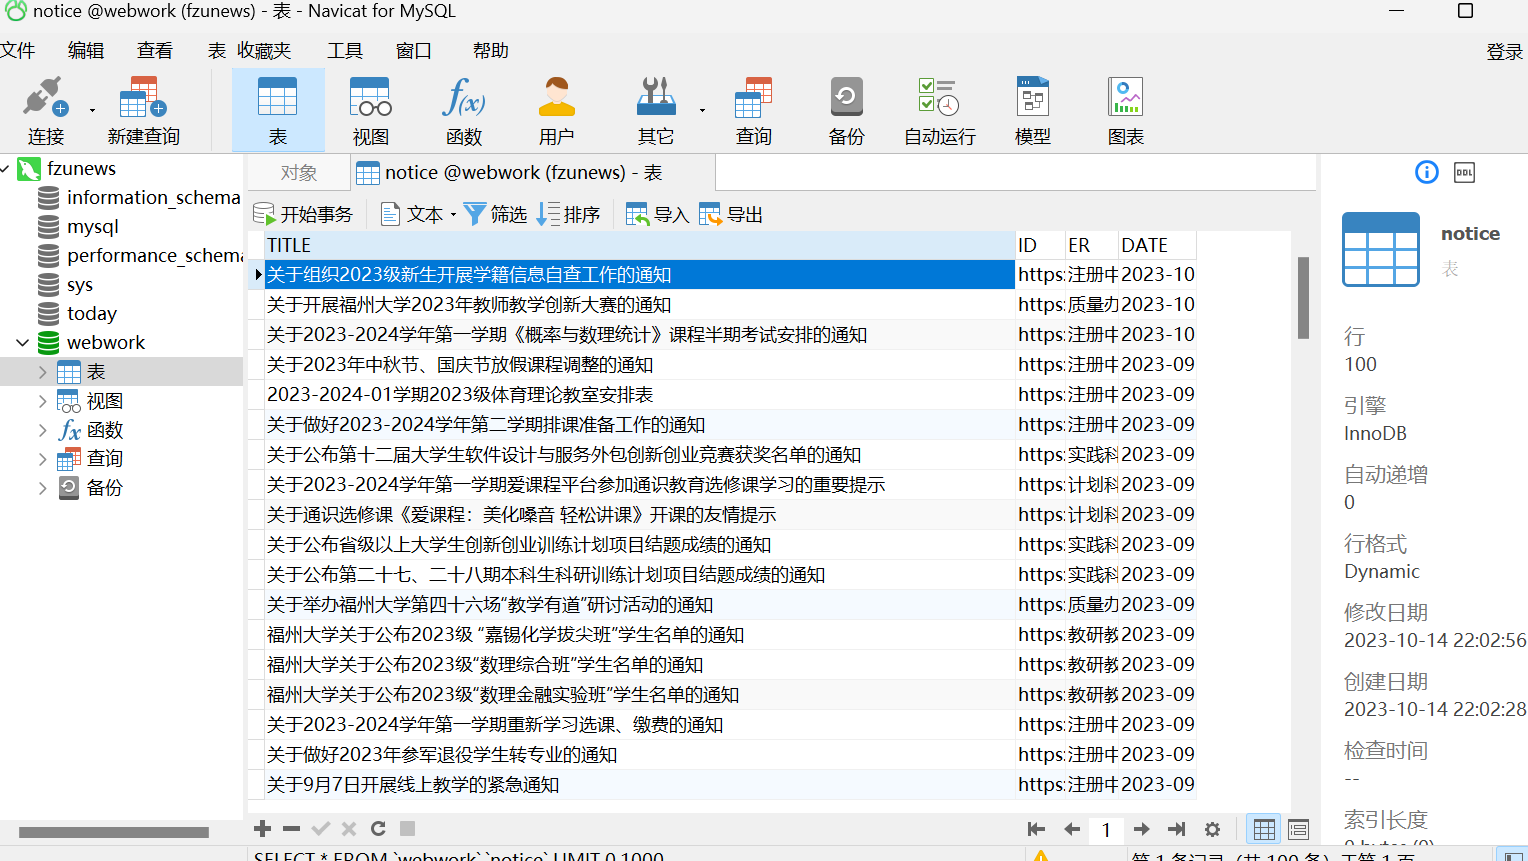 notice @webwork (fzunews) - 表 - Navicat for MySQL
文件 编辑 查看 表 收藏夹 工具 窗口 帮助 登录
连接 新建查询 表 视图 函数 用户 其它 查询 备份 自动运行 模型 图表
fzunews
information_schema
mysql
performance_schema
sys
today
webwork
表
视图
函数
查询
备份
对象 notice @webwork (fzunews) - 表
开始事务 文本 筛选 排序 导入 导出
TITLE ID ER DATE
关于组织2023级新生开展学籍信息自查工作的通知 https: 注册中 2023-10
关于开展福州大学2023年教师教学创新大赛的通知 https: 质量办 2023-10
关于2023-2024学年第一学期《概率与数理统计》课程半期考试安排的通知 https: 注册中 2023-10
关于2023年中秋节、国庆节放假课程调整的通知 https: 注册中 2023-09
2023-2024-01学期2023级体育理论教室安排表 https: 注册中 2023-09
关于做好2023-2024学年第二学期排课准备工作的通知 https: 注册中 2023-09
关于公布第十二届大学生软件设计与服务外包创新创业竞赛获奖名单的通知 https: 实践科 2023-09
关于2023-2024学年第一学期爱课程平台参加通识教育选修课学习的重要提示 https: 计划科 2023-09
关于通识选修课《爱课程：美化嗓音 轻松讲课》开课的友情提示 https: 计划科 2023-09
关于公布省级以上大学生创新创业训练计划项目结题成绩的通知 https: 实践科 2023-09
关于公布第二十七、二十八期本科生科研训练计划项目结题成绩的通知 https: 实践科 2023-09
关于举办福州大学第四十六场“教学有道”研讨活动的通知 https: 质量办 2023-09
福州大学关于公布2023级 “嘉锡化学拔尖班”学生名单的通知 https: 教研教 2023-09
福州大学关于公布2023级“数理综合班”学生名单的通知 https: 教研教 2023-09
福州大学关于公布2023级“数理金融实验班”学生名单的通知 https: 教研教 2023-09
关于2023-2024学年第一学期重新学习选课、缴费的通知 https: 注册中 2023-09
关于做好2023年参军退役学生转专业的通知 https: 注册中 2023-09
关于9月7日开展线上教学的紧急通知 https: 注册中 2023-09
1
SELECT * FROM `webwork`.`notice` LIMIT 0,1000
第 1 条记录 (共 100 条) 于第 1 页
DDL
notice
表
行
100
引擎
InnoDB
自动递增
0
行格式
Dynamic
修改日期
2023-10-14 22:02:56
创建日期
2023-10-14 22:02:28
检查时间
--
索引长度
0 bytes (0)